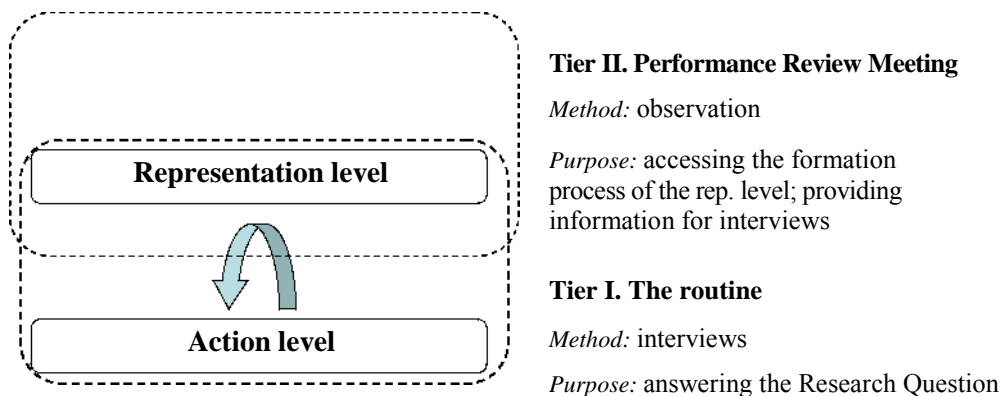 Representation level
Action level
Tier II. Performance Review Meeting
Method: observation
Purpose: accessing the formation
process of the rep. level; providing
information for interviews
Tier I. The routine
Method: interviews
Purpose: answering the Research Question